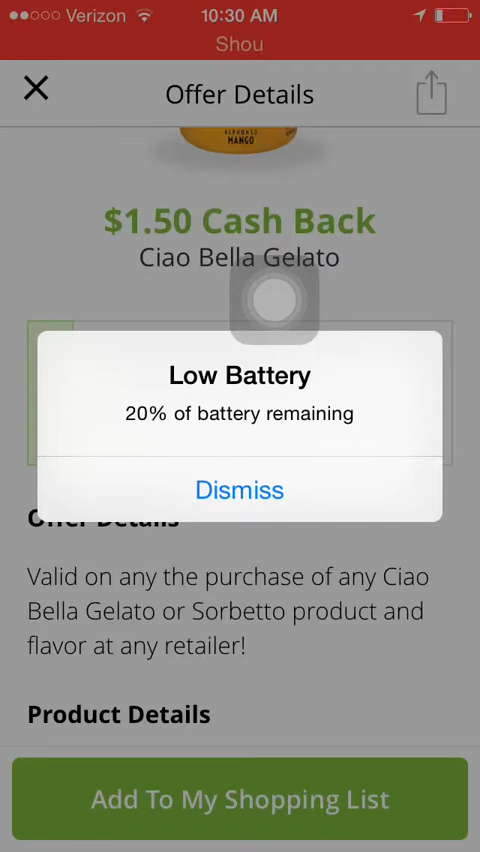 Verizon 10:30 AM
Shou
Offer Details
ALPHONSO
MANGO
$1.50 Cash Back
Ciao Bella Gelato
Low Battery
20% of battery remaining
Dismiss
Offer Details
Valid on any the purchase of any Ciao
Bella Gelato or Sorbetto product and
flavor at any retailer!
Product Details
Add To My Shopping List